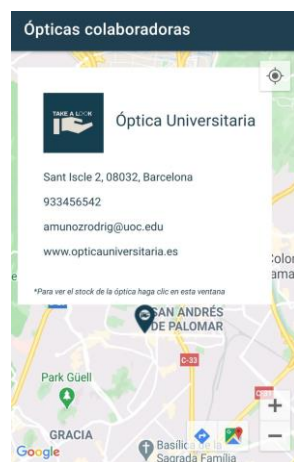 Ópticas colaboradoras
TAKE A LOOK
Óptica Universitaria
Sant Iscle 2, 08032, Barcelona
933456542
amunozrodrig@uoc.edu
www.opticauniversitaria.es
*Para ver el stock de la óptica haga clic en esta ventana
SAN ANDRÉS
DE PALOMAR
C-33
Park Güell
GRACIA
Basílica de la
Sagrada Família
Google